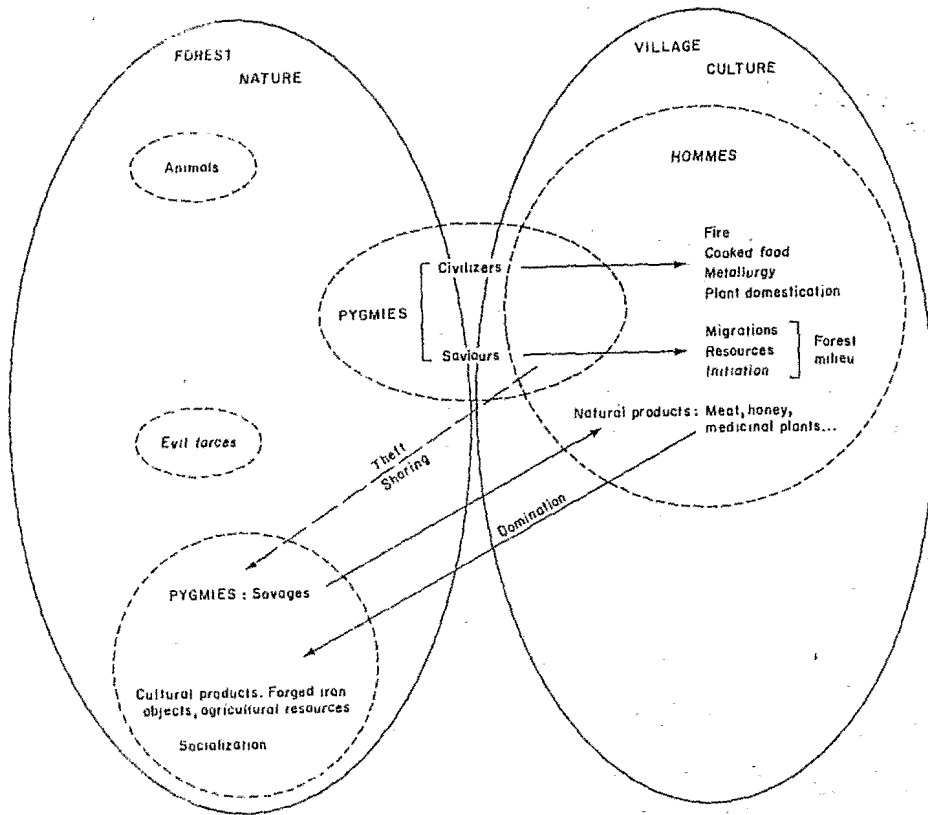 FOREST
NATURE
VILLAGE
CULTURE
Animals
HOMMES
Fire
Cooked food
Metallurgy
Plant domestication
Civilizers
PYGMIES
Saviours
Migrations
Resources
Initiation
Forest
milieu
Natural products : Meat, honey,
medicinal plants...
Evil forces
Theft
Sharing
Domination
PYGMIES : Savages
Cultural products. Forged iron
objects, agricultural resources
Socialization